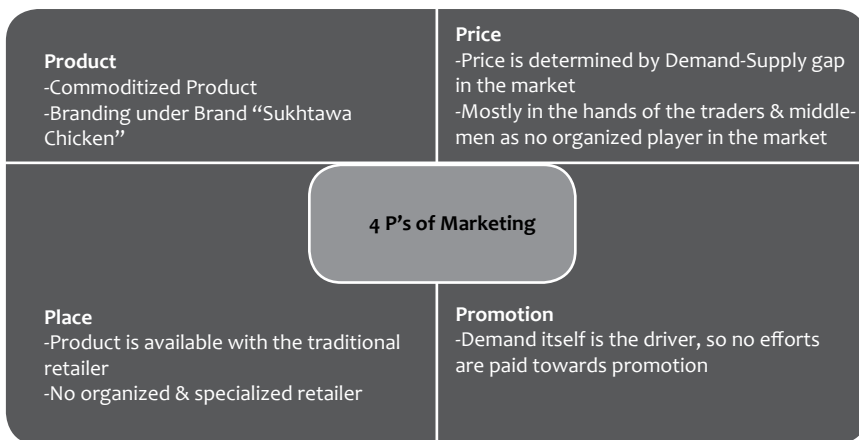 Product
-Commoditized Product
-Branding under Brand “Sukhtawa
Chicken”
Price
-Price is determined by Demand-Supply gap
in the market
-Mostly in the hands of the traders & middle-
men as no organized player in the market
4 P's of Marketing
Place
-Product is available with the traditional
retailer
-No organized & specialized retailer
Promotion
-Demand itself is the driver, so no efforts
are paid towards promotion